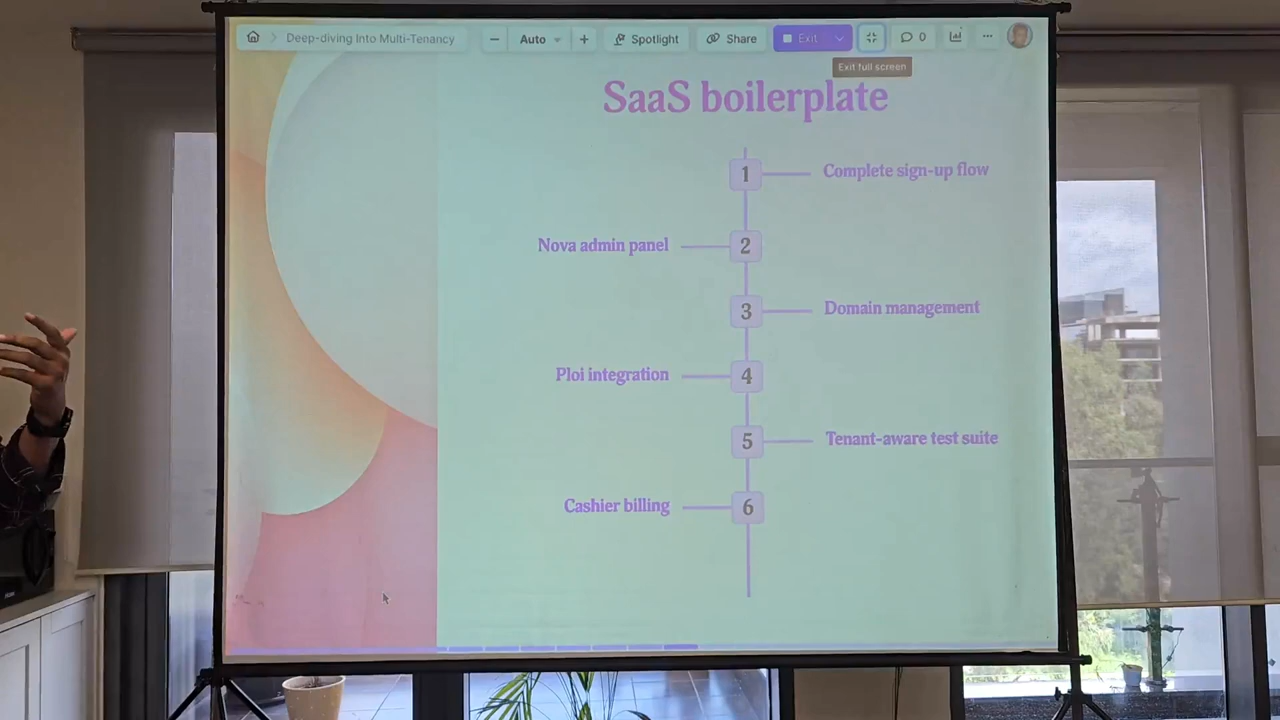 Deep-diving Into Multi-Tenancy
Auto
Spotlight
Share
Exit
0
Exit full screen
SaaS boilerplate
1
Complete sign-up flow
Nova admin panel
2
3
Domain management
Ploi integration
4
5
Tenant-aware test suite
Cashier billing
6